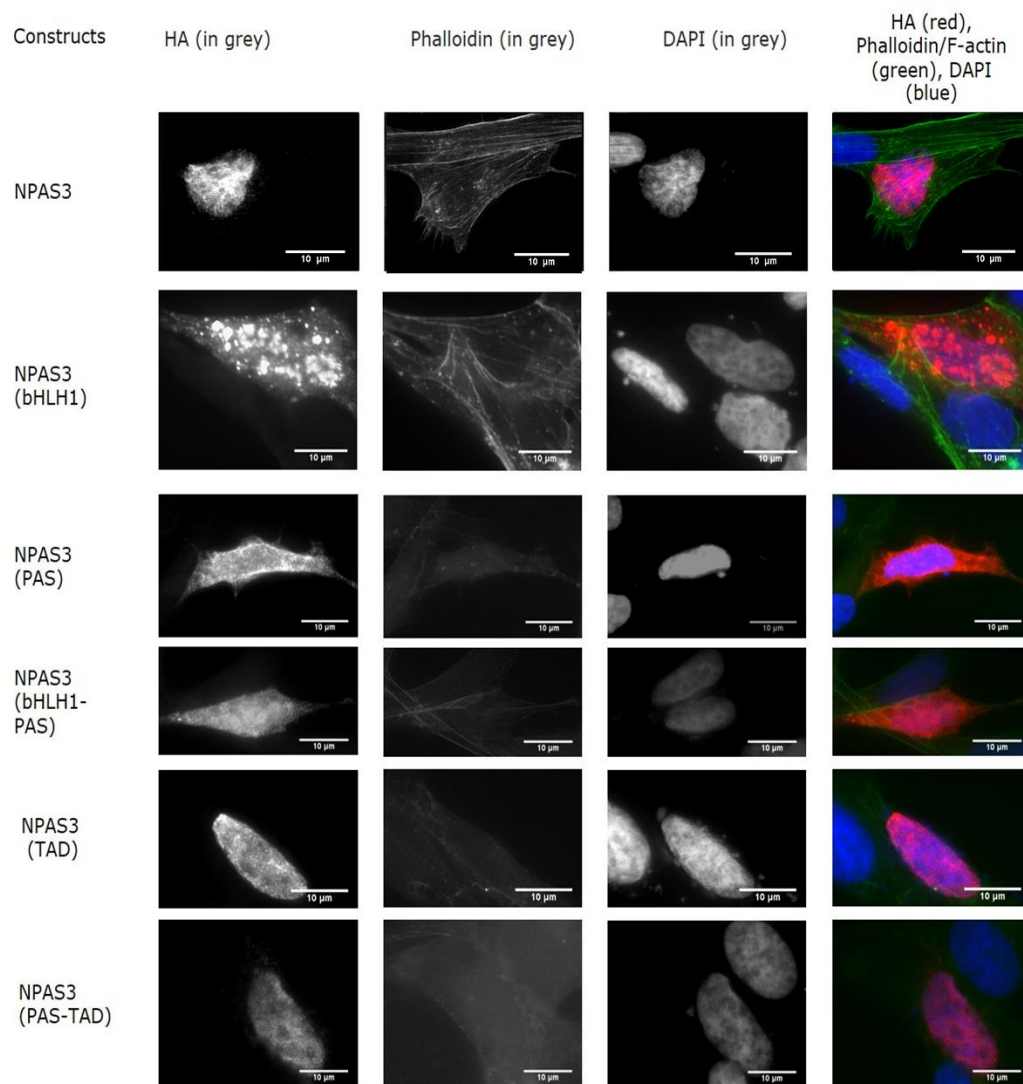 Constructs
HA (in grey)
Phalloidin (in grey)
DAPI (in grey)
HA (red),
Phalloidin/F-actin
(green), DAPI
(blue)
NPAS3
10 µm
10 µm
10 µm
10 µm
NPAS3
(bHLH1)
10 µm
10 µm
10 µm
10 µm
NPAS3
(PAS)
10 µm
10 µm
10 µm
10 µm
NPAS3
(bHLH1-
PAS)
10 µm
10 µm
10 µm
10 µm
NPAS3
(TAD)
10 µm
10 µm
10 µm
10 µm
NPAS3
(PAS-TAD)
10 µm
10 µm
10 µm
10 µm